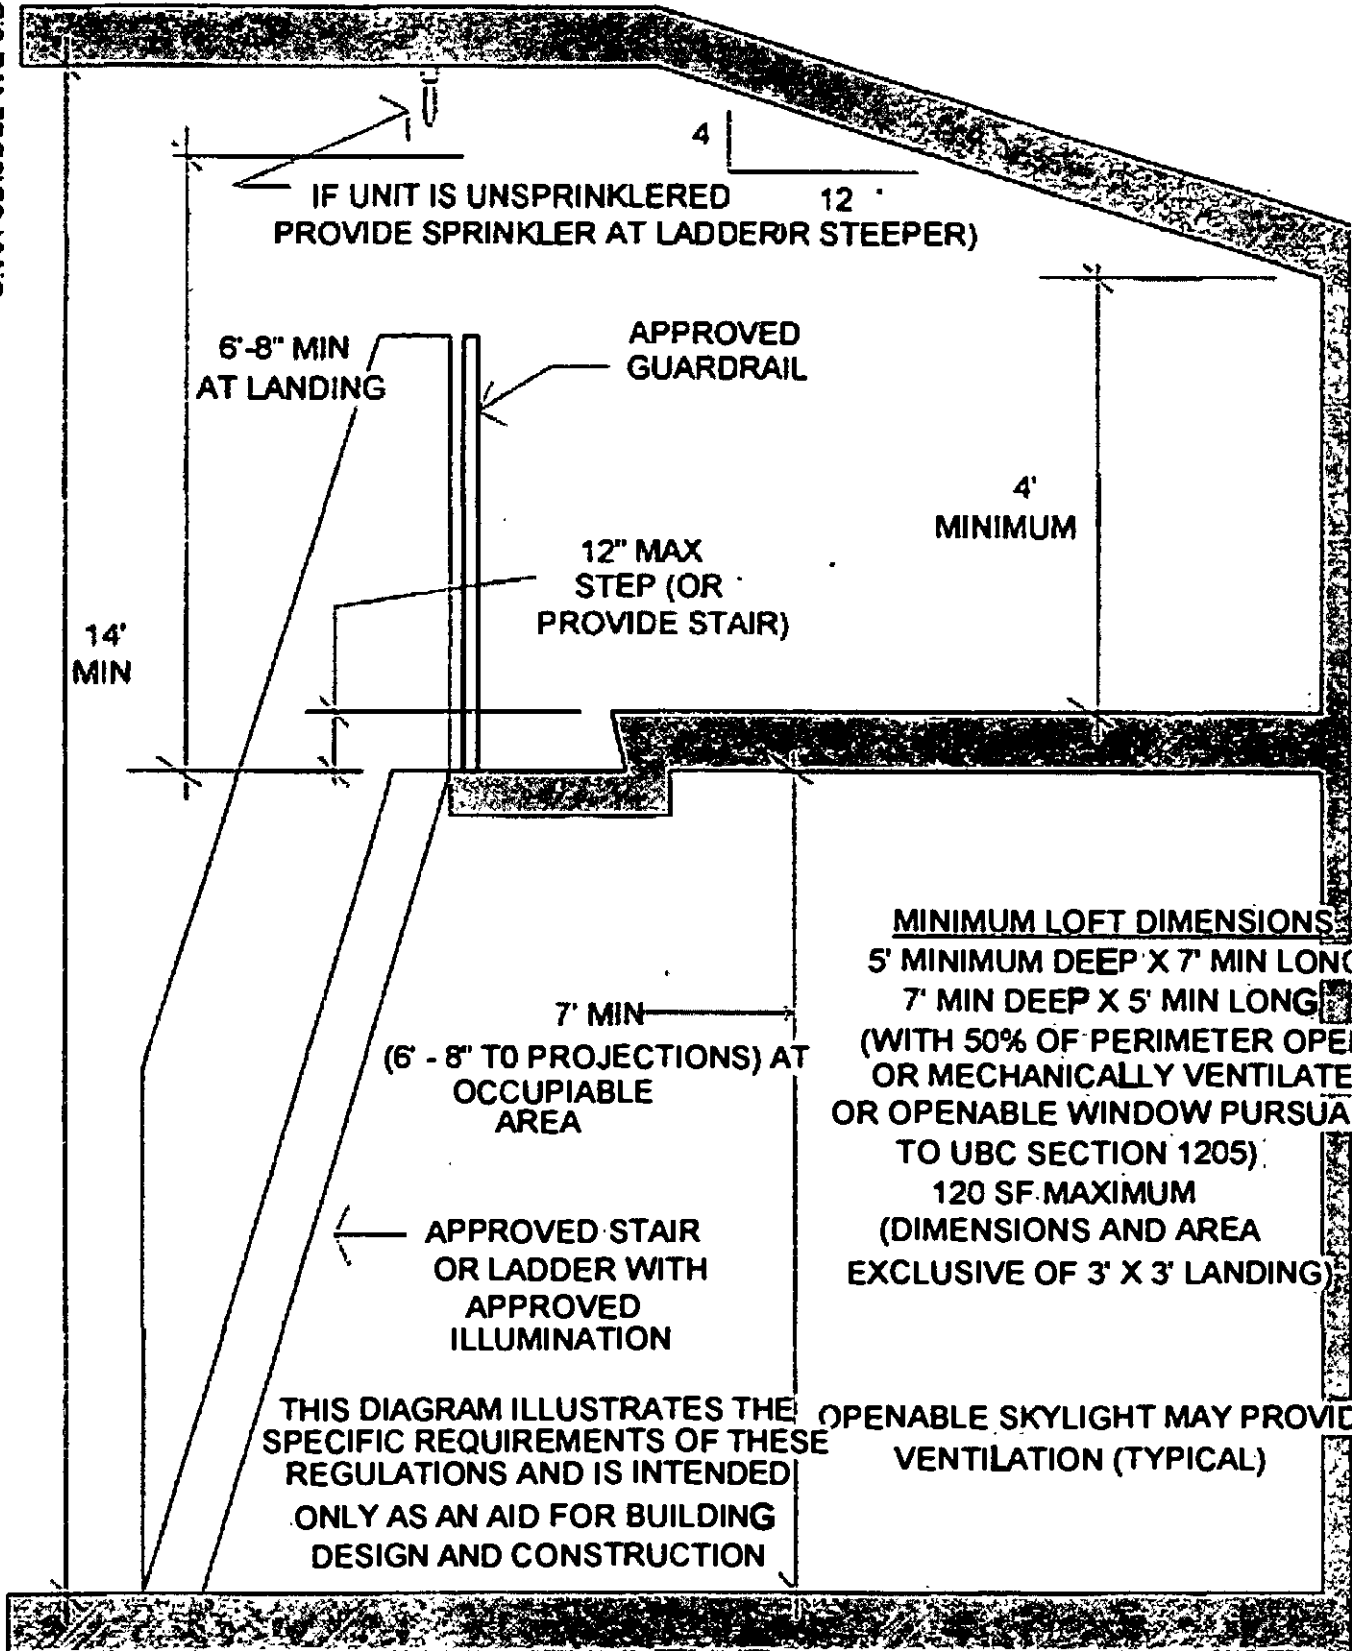 4
12
IF UNIT IS UNSPRINKLERED
PROVIDE SPRINKLER AT LADDER
OR STEEPER)
6'-8" MIN
AT LANDING
APPROVED
GUARDRAIL
4'
MINIMUM
12" MAX
STEP (OR
PROVIDE STAIR)
14'
MIN
MINIMUM LOFT DIMENSIONS
5' MINIMUM DEEP X 7' MIN LONG
7' MIN DEEP X 5' MIN LONG
(WITH 50% OF PERIMETER OPE
OR MECHANICALLY VENTILATE
OR OPENABLE WINDOW PURSUA
TO UBC SECTION 1205)
120 SF MAXIMUM
(DIMENSIONS AND AREA
EXCLUSIVE OF 3' X 3' LANDING)
7' MIN
(6' - 8" TO PROJECTIONS) AT
OCCUPIABLE
AREA
APPROVED STAIR
OR LADDER WITH
APPROVED
ILLUMINATION
THIS DIAGRAM ILLUSTRATES THE
SPECIFIC REQUIREMENTS OF THESE
REGULATIONS AND IS INTENDED
ONLY AS AN AID FOR BUILDING
DESIGN AND CONSTRUCTION
OPENABLE SKYLIGHT MAY PROVID
VENTILATION (TYPICAL)